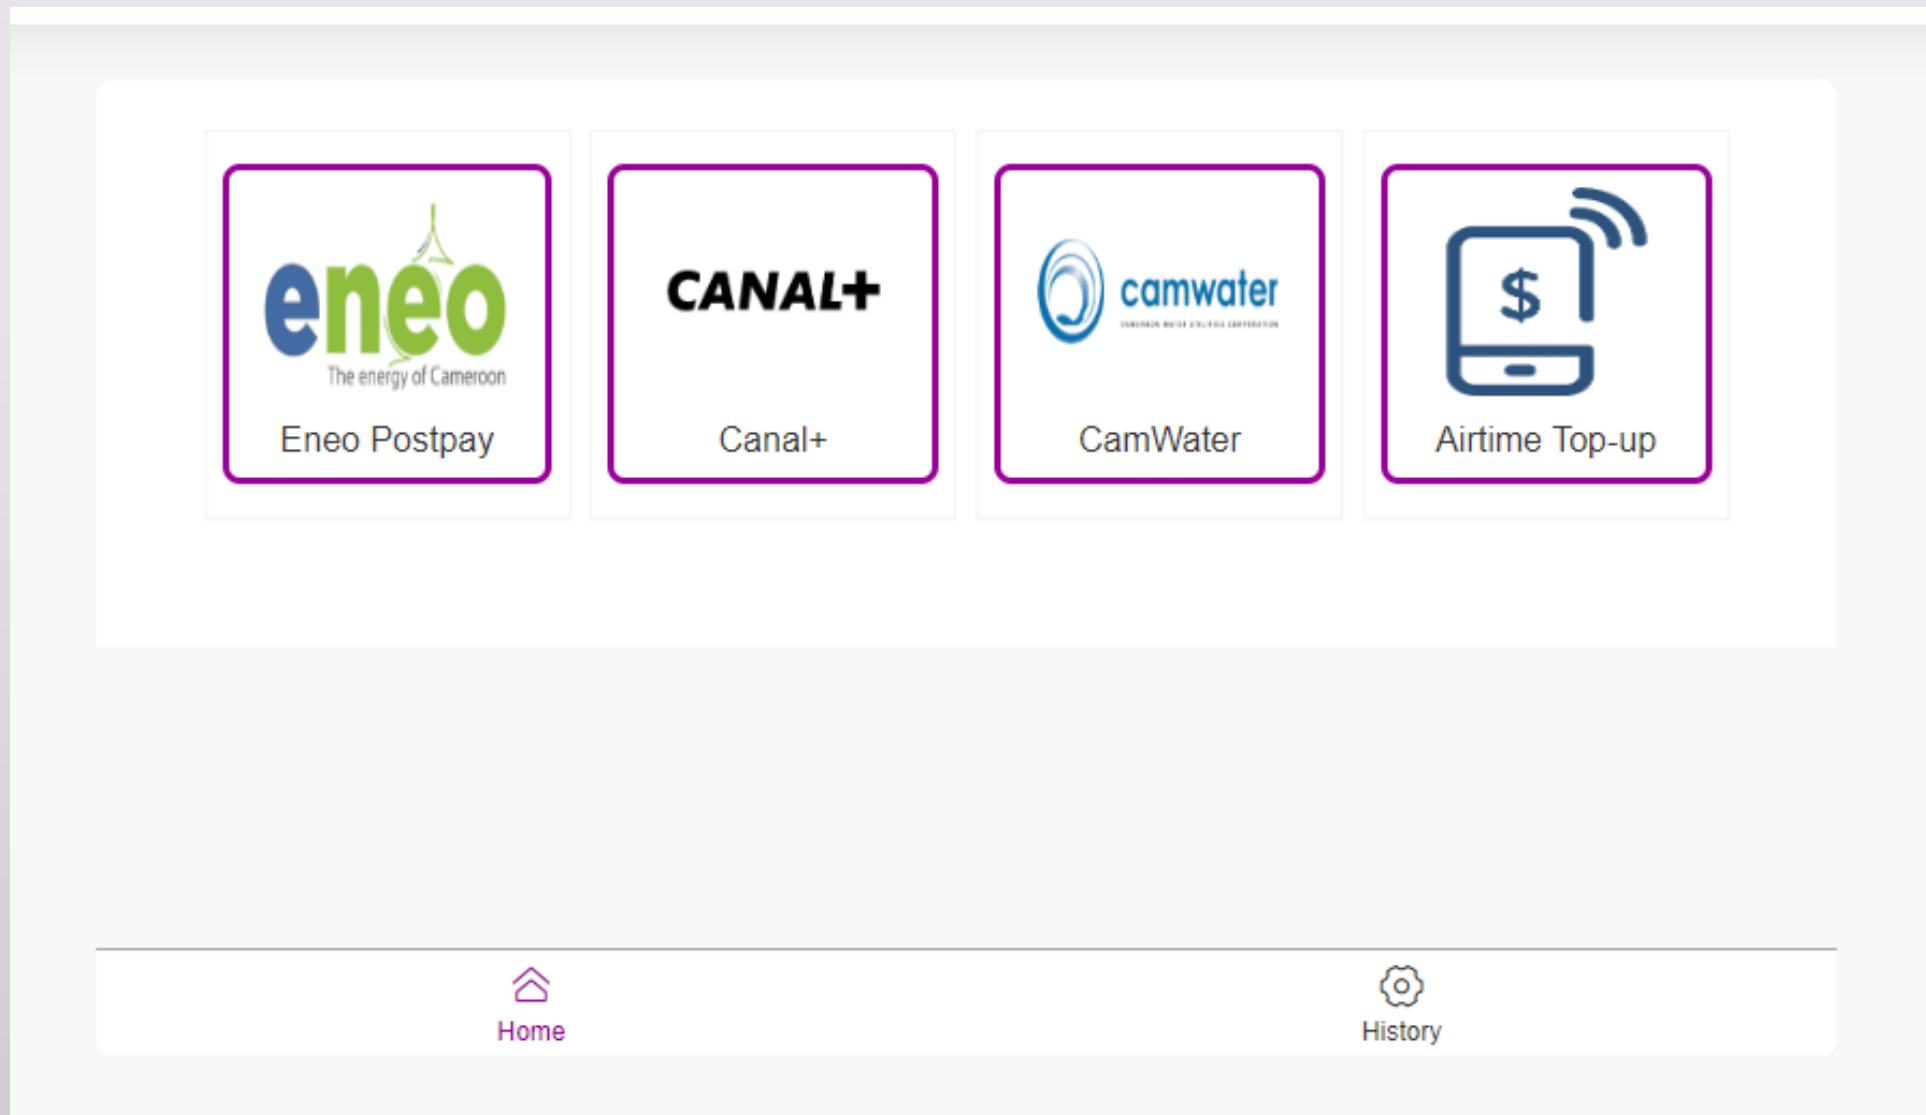 eneo
The energy of Cameroon
Eneo Postpay
CANAL+
Canal+
camwater
CamWater
$
Airtime Top-up
Home
History